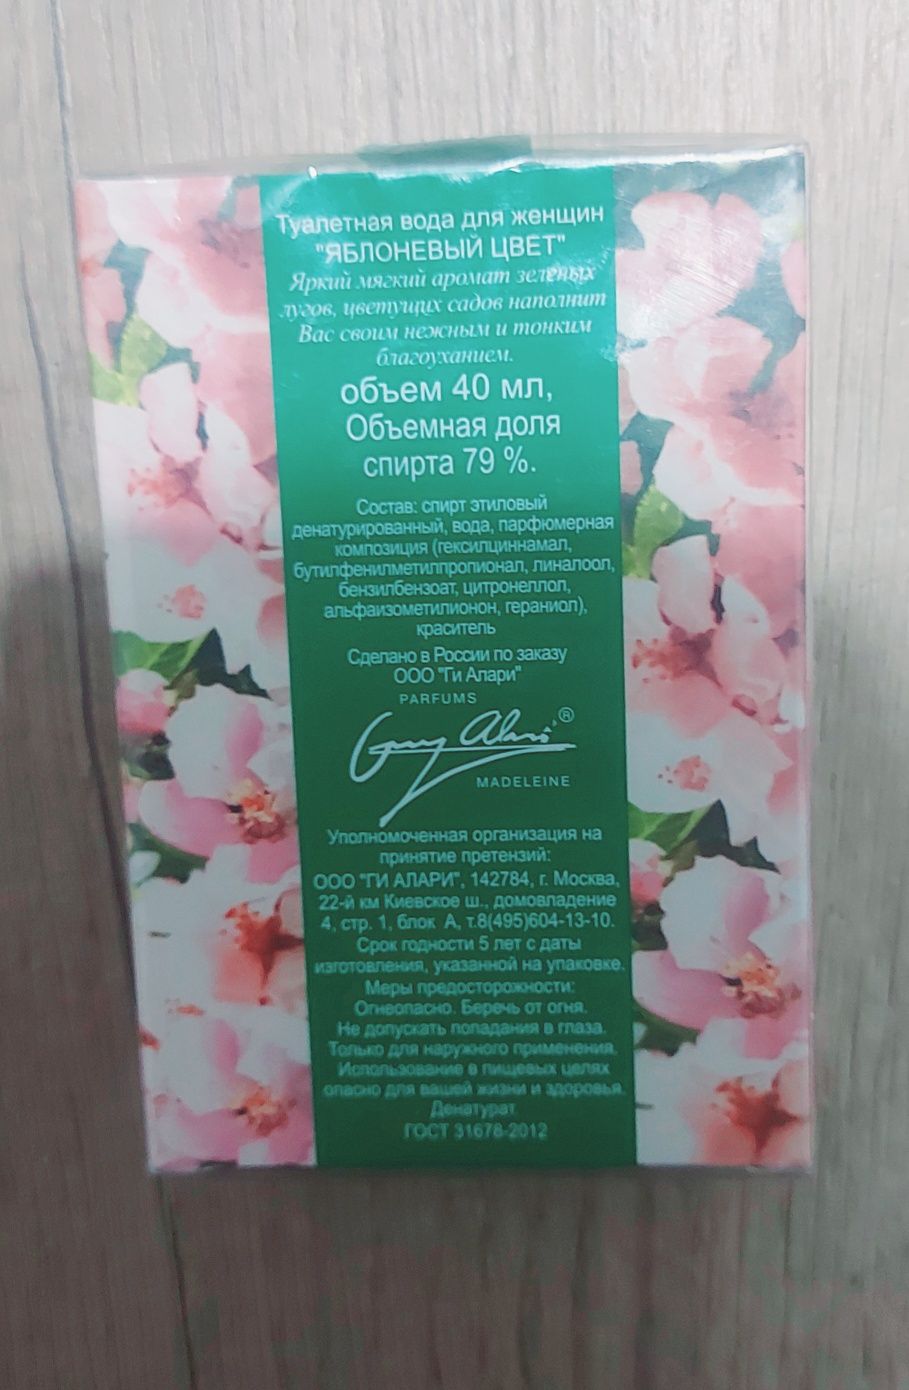 Туалетная вода для женщин
"ЯБЛОНЕВЫЙ ЦВЕТ"
Яркий мягкий аромат зеленых
лугов, цветущих садов наполнит
Вас своим нежным и тонким
благоуханием.
объем 40 мл,
Объемная доля
спирта 79 %.
Состав: спирт этиловый
денатурированный, вода, парфюмерная
композиция (гексилциннамал,
бутилфенилметилпропионал, линалоол,
бензилбензоат, цитронеллол,
альфаизометилионон, гераниол),
краситель
Сделано в России по заказу
ООО "Ги Алари"
PARFUMS
Guy Alari ®
MADELEINE
Уполномоченная организация на
принятие претензий:
ООО "ГИ АЛАРИ", 142784, г. Москва,
22-й км Киевское ш., домовладение
4, стр. 1, блок А, т.8(495)604-13-10.
Срок годности 5 лет с даты
изготовления, указанной на упаковке.
Меры предосторожности:
Огнеопасно. Беречь от огня.
Не допускать попадания в глаза.
Только для наружного применения.
Использование в пищевых целях
опасно для вашей жизни и здоровья.
Денатурат
ГОСТ 31678-2012